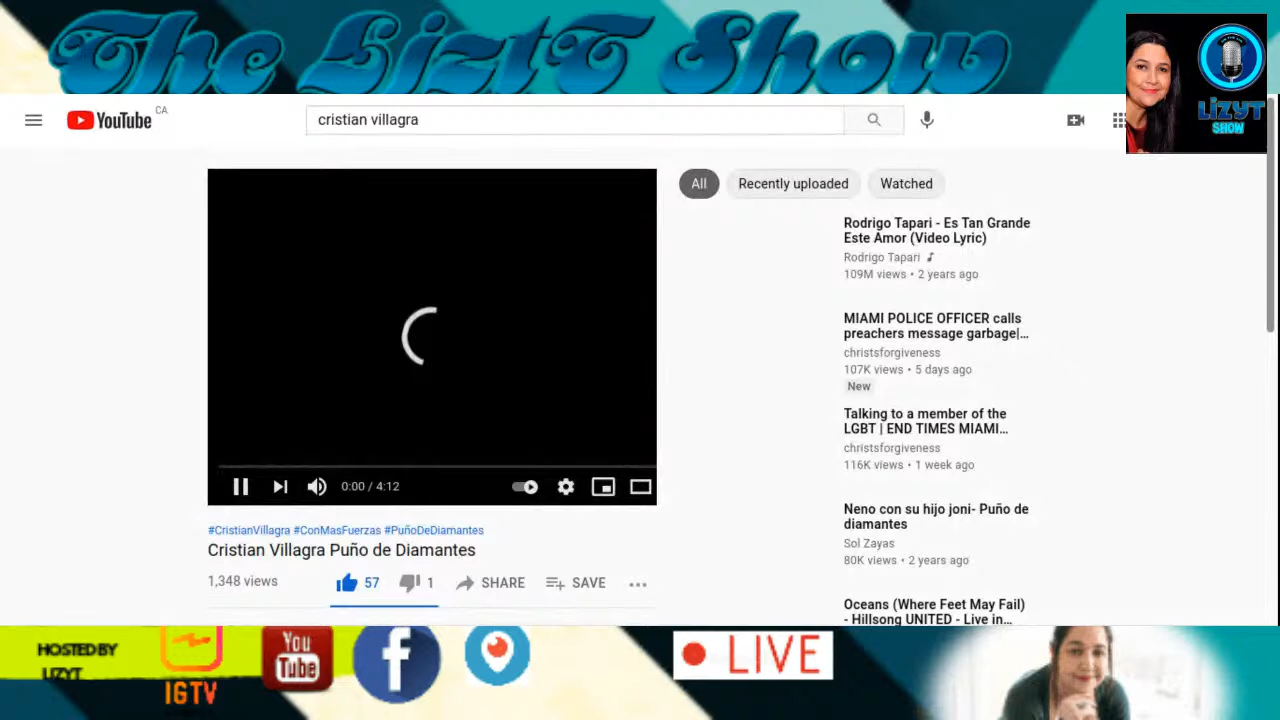 The LiztT Show
LiZYT
SHOW
YouTube CA
cristian villagra
All
Recently uploaded
Watched
Rodrigo Tapari - Es Tan Grande
Este Amor (Video Lyric)
Rodrigo Tapari
109M views • 2 years ago
MIAMI POLICE OFFICER calls
preachers message garbage|...
christsforgiveness
107K views • 5 days ago
New
Talking to a member of the
LGBT | END TIMES MIAMI...
christsforgiveness
116K views • 1 week ago
Neno con su hijo joni- Puño de
diamantes
Sol Zayas
80K views • 2 years ago
Oceans (Where Feet May Fail)
- Hillsong UNITED - Live in...
0:00 / 4:12
#CristianVillagra #ConMasFuerzas #PuñoDeDiamantes
Cristian Villagra Puño de Diamantes
1,348 views
57
1
SHARE
SAVE
HOSTED BY
LIZYT
IGTV
You
Tube
f
LIVE